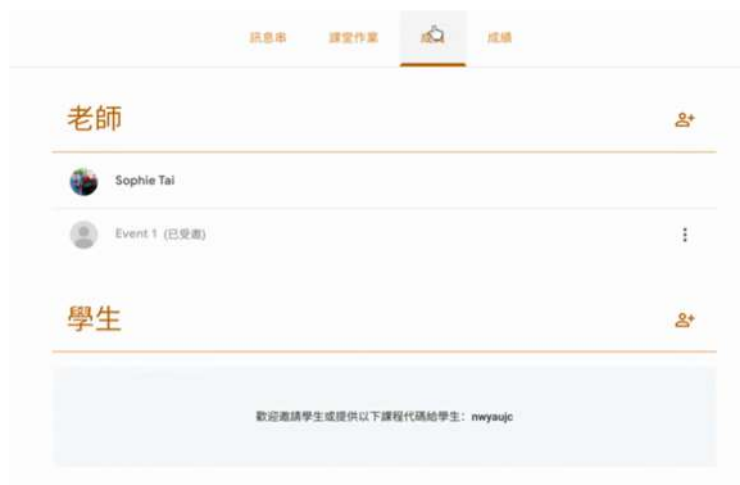 訊息串 課堂作業 成 成績
老師
Sophie Tai
Event 1 (已受邀)
學生
歡迎邀請學生或提供以下課程代碼給學生: nwyaujc